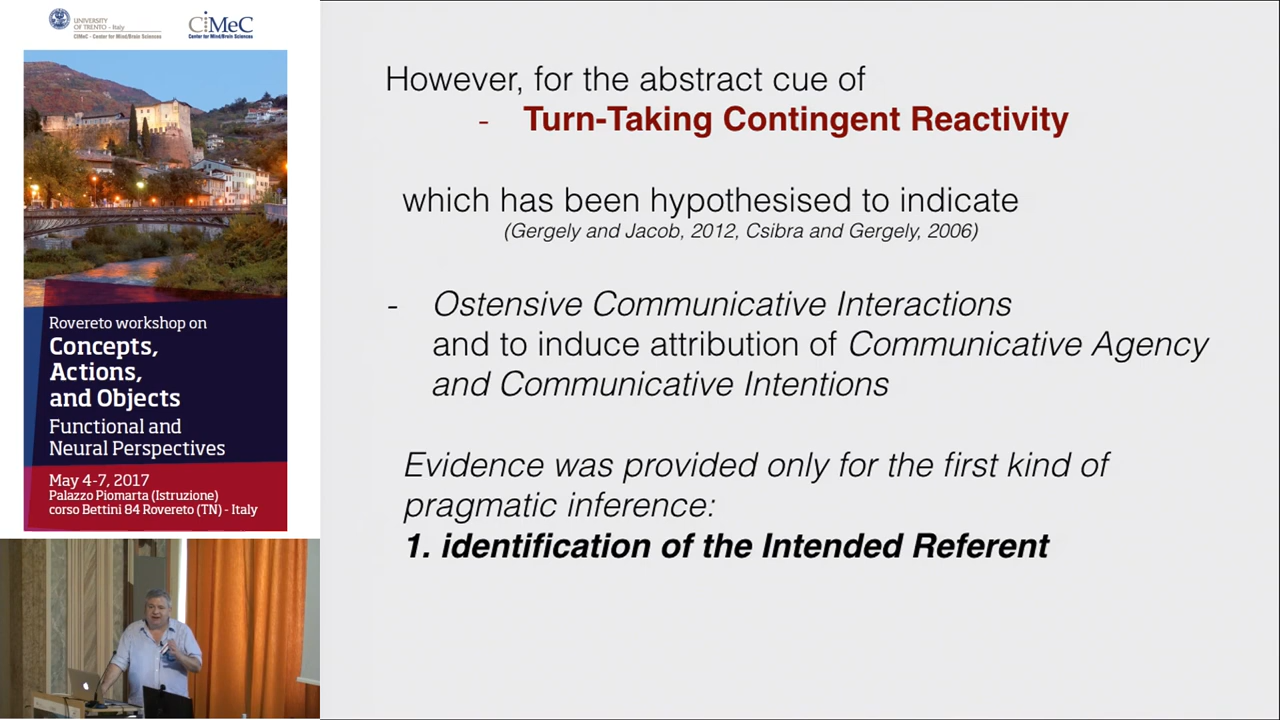 UNIVERSITY
OF TRENTO - Italy
CIMeC - Center for Mind/Brain Sciences
CiMeC
Center for Mind/Brain Sciences
Rovereto workshop on
Concepts,
Actions,
and Objects
Functional and
Neural Perspectives
May 4-7, 2017
Palazzo Piomarta (Istruzione)
corso Bettini 84 Rovereto (TN) - Italy
However, for the abstract cue of
- Turn-Taking Contingent Reactivity
which has been hypothesised to indicate
(Gergely and Jacob, 2012, Csibra and Gergely, 2006)
- Ostensive Communicative Interactions
and to induce attribution of Communicative Agency
and Communicative Intentions
Evidence was provided only for the first kind of
pragmatic inference:
1. identification of the Intended Referent